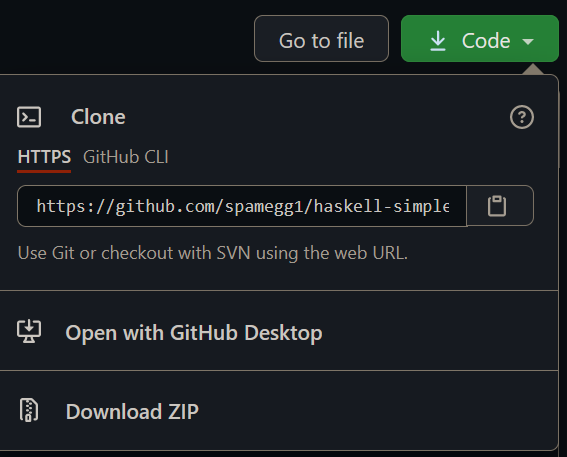 Go to file Code
Clone
HTTPS GitHub CLI
https://github.com/spamegg1/haskell-simple
Use Git or checkout with SVN using the web URL.
Open with GitHub Desktop
Download ZIP